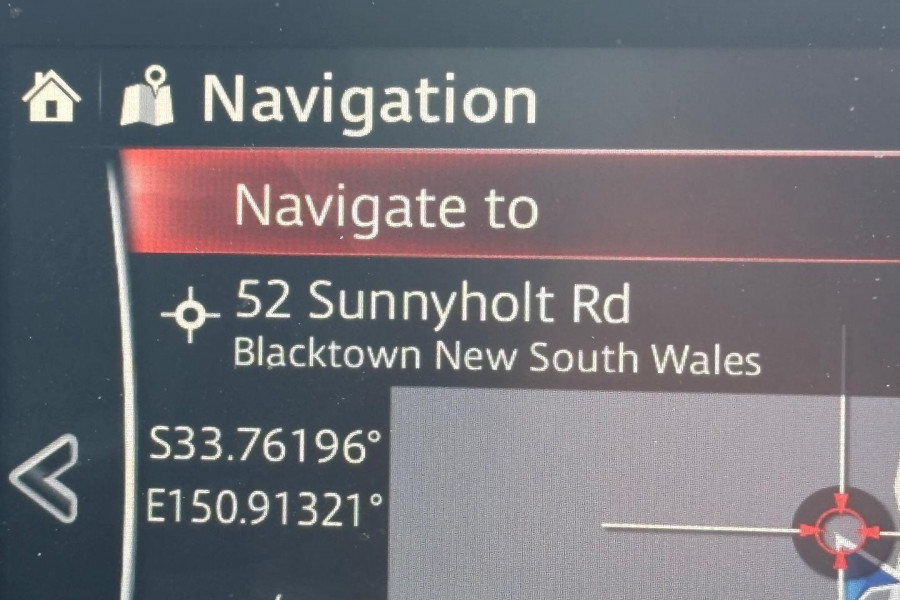 Navigation
Navigate to
52 Sunnyholt Rd
Blacktown New South Wales
S33.76196°
E150.91321°